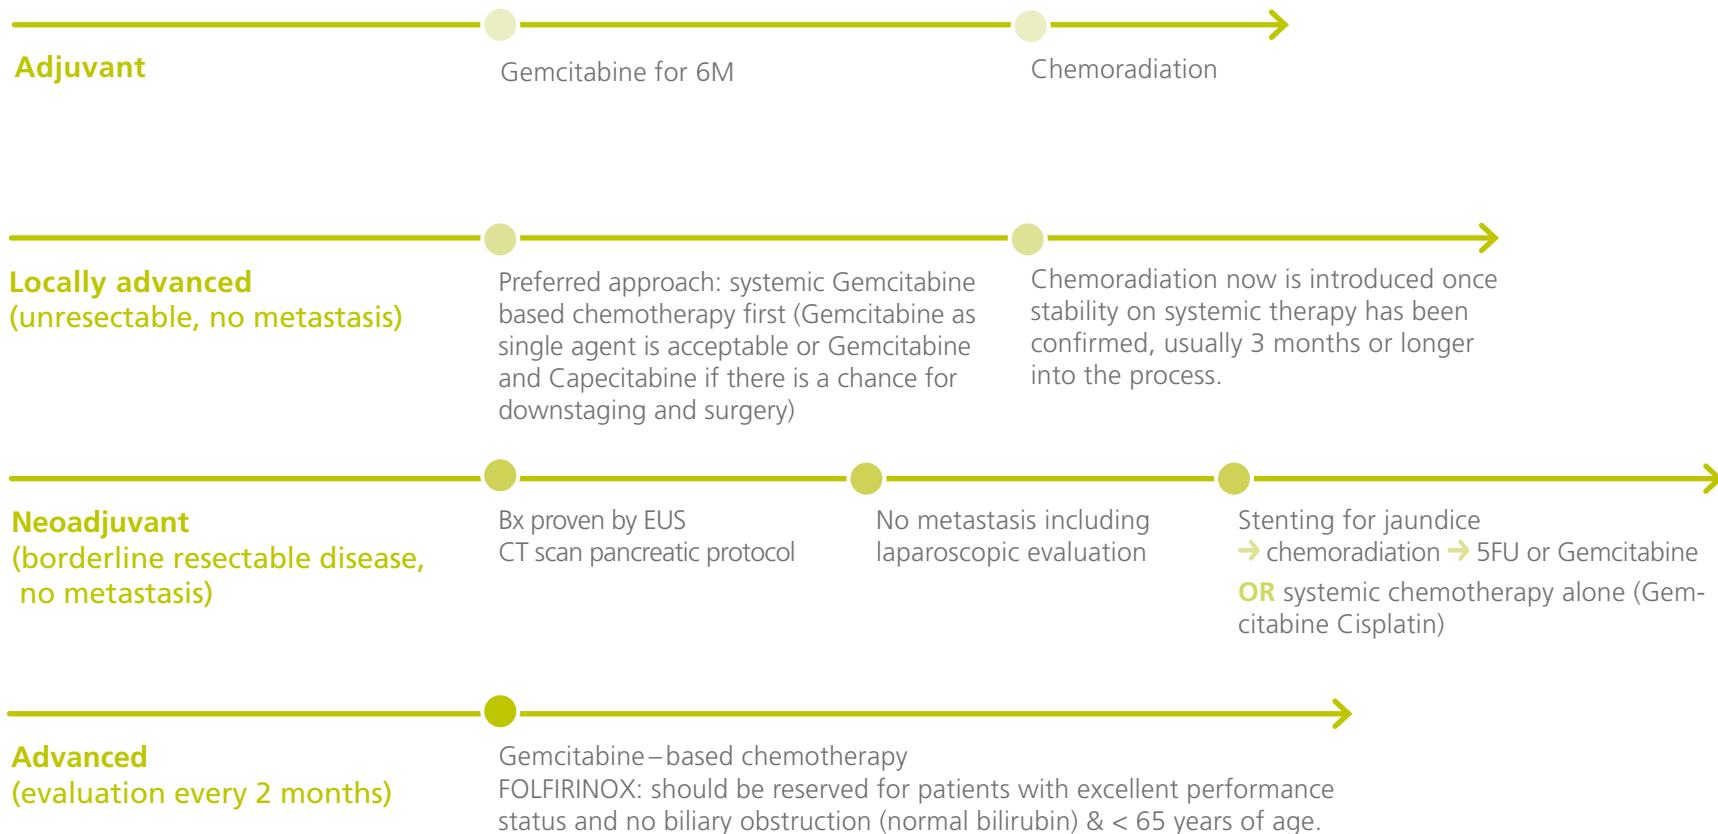 Adjuvant
Gemcitabine for 6M
Chemoradiation
Locally advanced
(unresectable, no metastasis)
Preferred approach: systemic Gemcitabine
based chemotherapy first (Gemcitabine as
single agent is acceptable or Gemcitabine
and Capecitabine if there is a chance for
downstaging and surgery)
Chemoradiation now is introduced once
stability on systemic therapy has been
confirmed, usually 3 months or longer
into the process.
Neoadjuvant
(borderline resectable disease,
no metastasis)
Bx proven by EUS
CT scan pancreatic protocol
No metastasis including
laparoscopic evaluation
Stenting for jaundice
→ chemoradiation → 5FU or Gemcitabine
OR systemic chemotherapy alone (Gem-
citabine Cisplatin)
Advanced
(evaluation every 2 months)
Gemcitabine–based chemotherapy
FOLFIRINOX: should be reserved for patients with excellent performance
status and no biliary obstruction (normal bilirubin) & < 65 years of age.